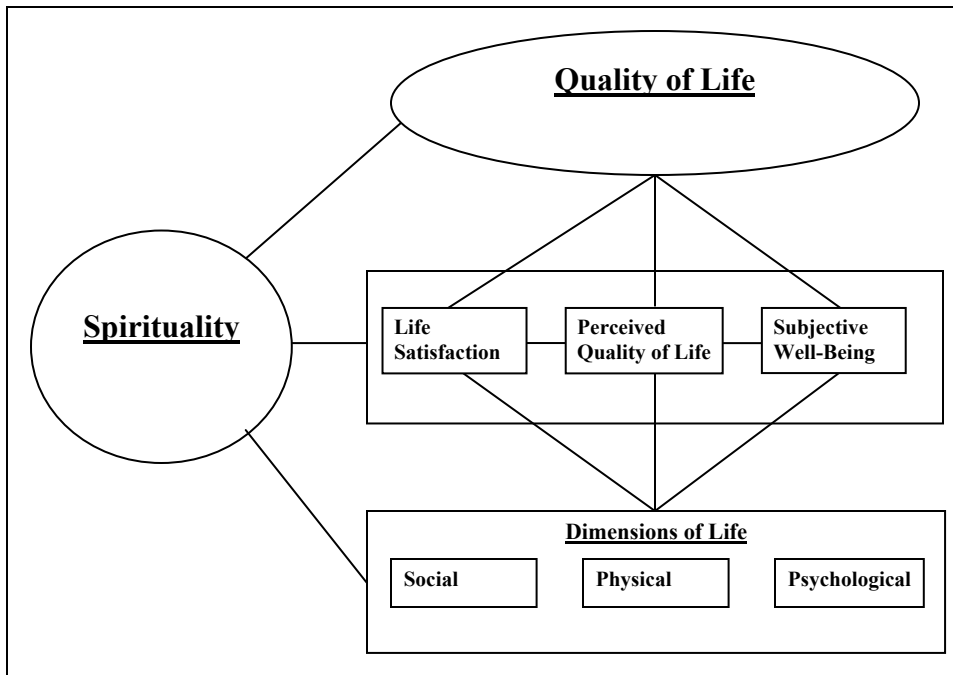 Quality of Life
Spirituality
Life
Satisfaction
Perceived
Quality of Life
Subjective
Well-Being
Dimensions of Life
Social
Physical
Psychological